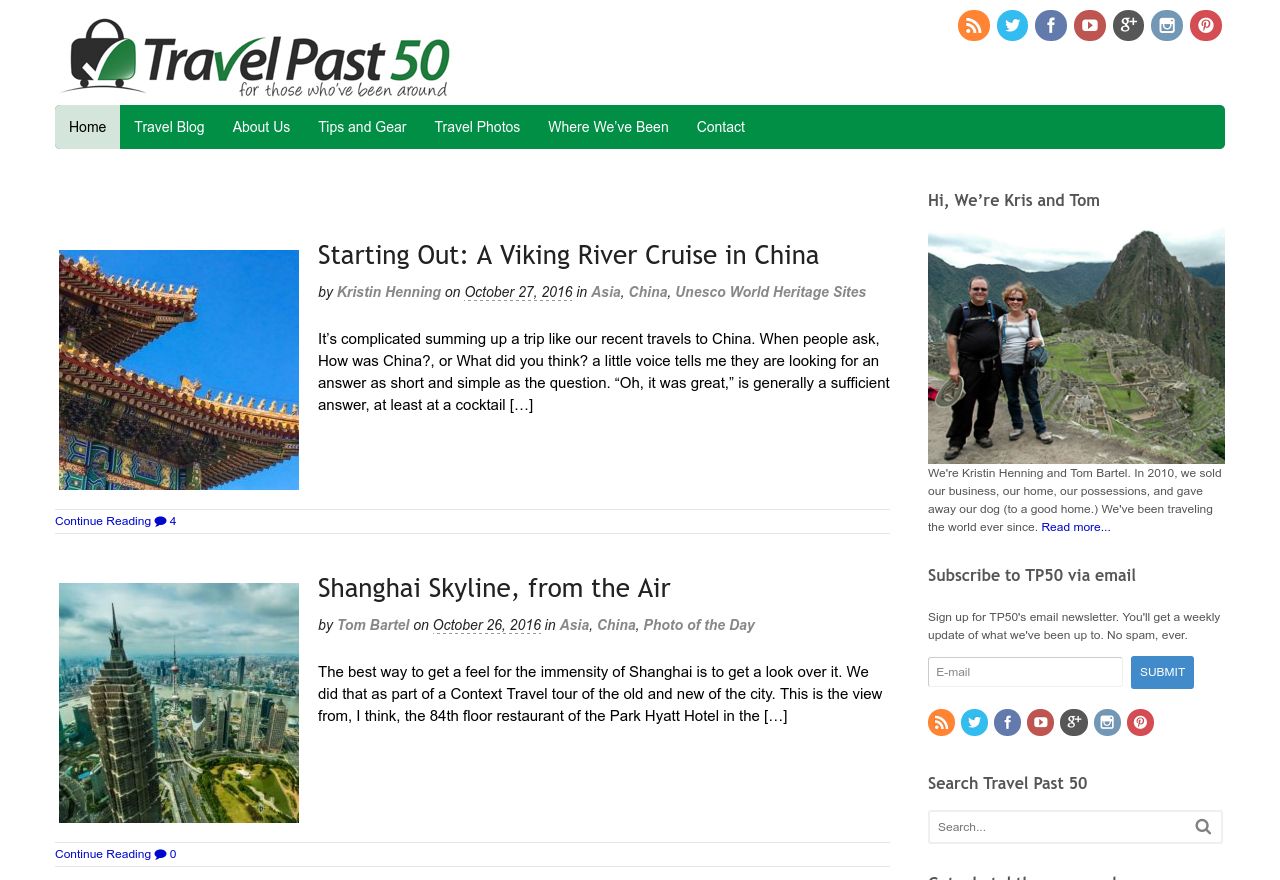 Travel Past 50
for those who've been around
Home Travel Blog About Us Tips and Gear Travel Photos Where We've Been Contact
Starting Out: A Viking River Cruise in China
by Kristin Henning on October 27, 2016 in Asia, China, Unesco World Heritage Sites
It's complicated summing up a trip like our recent travels to China. When people ask,
How was China?, or What did you think? a little voice tells me they are looking for an
answer as short and simple as the question. “Oh, it was great,” is generally a sufficient
answer, at least at a cocktail […]
Continue Reading 4
Shanghai Skyline, from the Air
by Tom Bartel on October 26, 2016 in Asia, China, Photo of the Day
The best way to get a feel for the immensity of Shanghai is to get a look over it. We
did that as part of a Context Travel tour of the old and new of the city. This is the view
from, I think, the 84th floor restaurant of the Park Hyatt Hotel in the […]
Continue Reading 0
Hi, We’re Kris and Tom
We're Kristin Henning and Tom Bartel. In 2010, we sold
our business, our home, our possessions, and gave
away our dog (to a good home.) We've been traveling
the world ever since. Read more...
Subscribe to TP50 via email
Sign up for TP50's email newsletter. You'll get a weekly
update of what we've been up to. No spam, ever.
E-mail SUBMIT
Search Travel Past 50
Search...